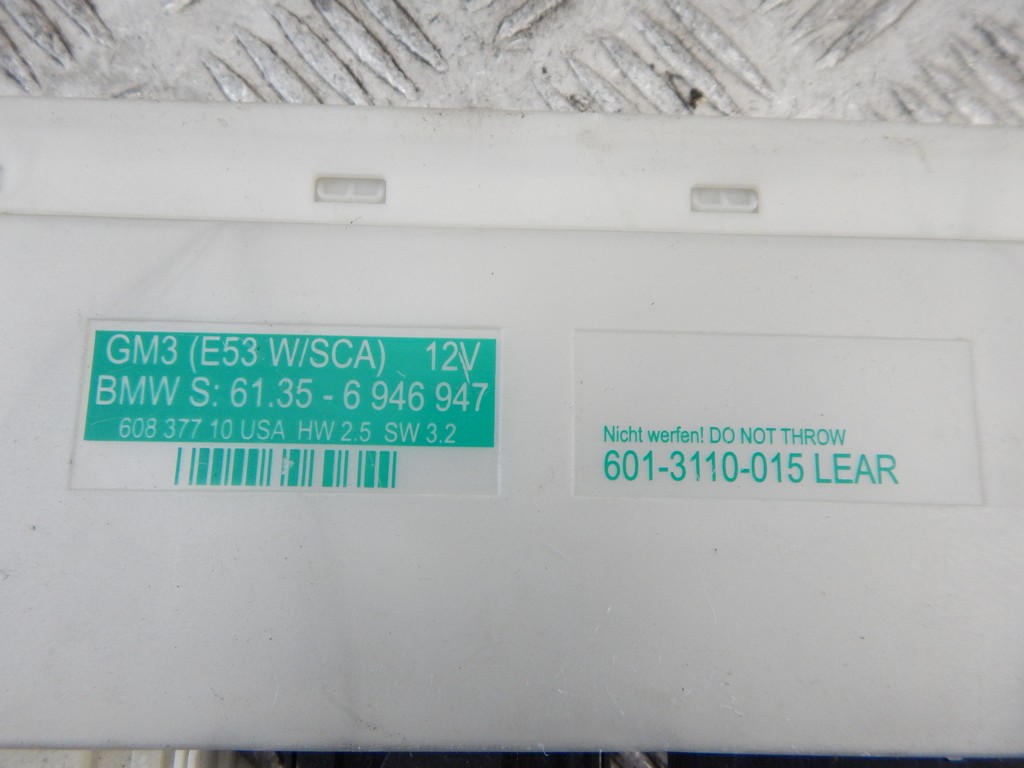 GM3 (E53 W/SCA) 12V
BMW S: 61.35 - 6 946 947
608 377 10 USA HW 2.5 SW 3.2
Nicht werfen! DO NOT THROW
601-3110-015 LEAR